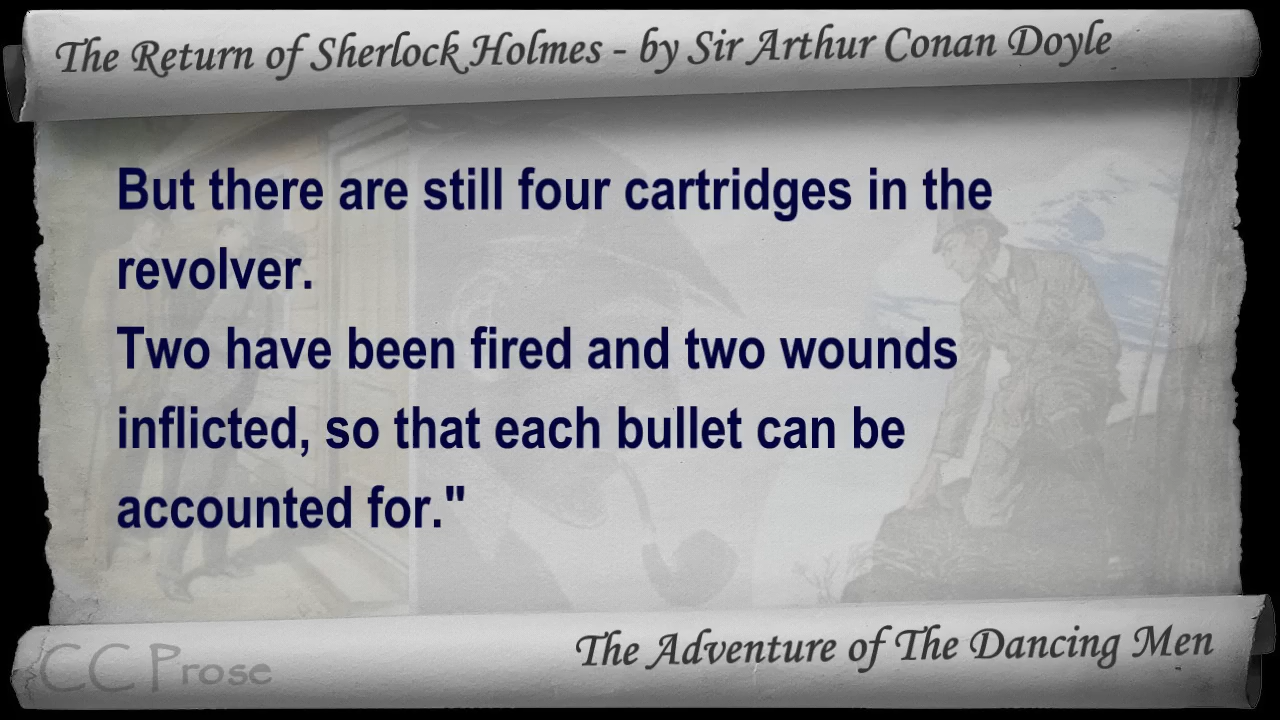 The Return of Sherlock Holmes - by Sir Arthur Conan Doyle
But there are still four cartridges in the
revolver.
Two have been fired and two wounds
inflicted, so that each bullet can be
accounted for."
The Adventure of The Dancing Men
CC Prose